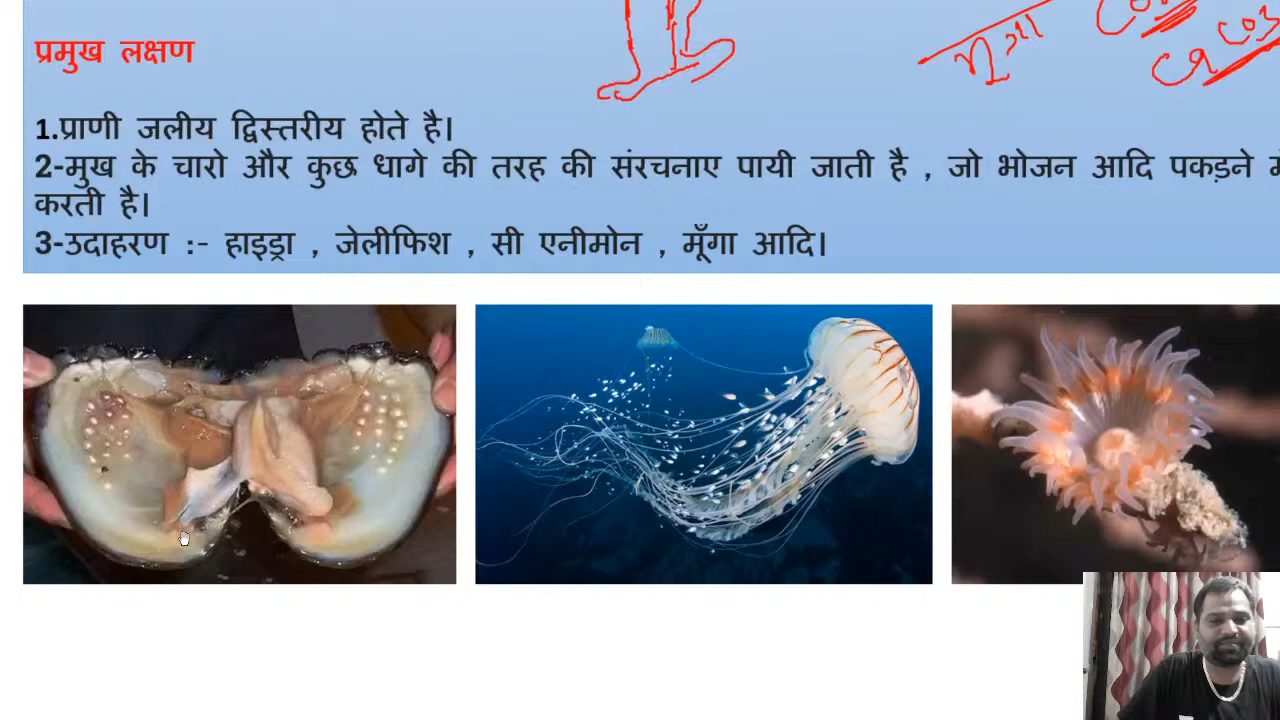 प्रमुख लक्षण
मूंगा
CaCO3
1.प्राणी जलीय द्विस्तरीय होते है।
2-मुख के चारो और कुछ धागे की तरह की संरचनाए पायी जाती है , जो भोजन आदि पकड़ने
करती है।
3-उदाहरण :- हाइड्रा , जेलीफिश , सी एनीमोन , मूँगा आदि।